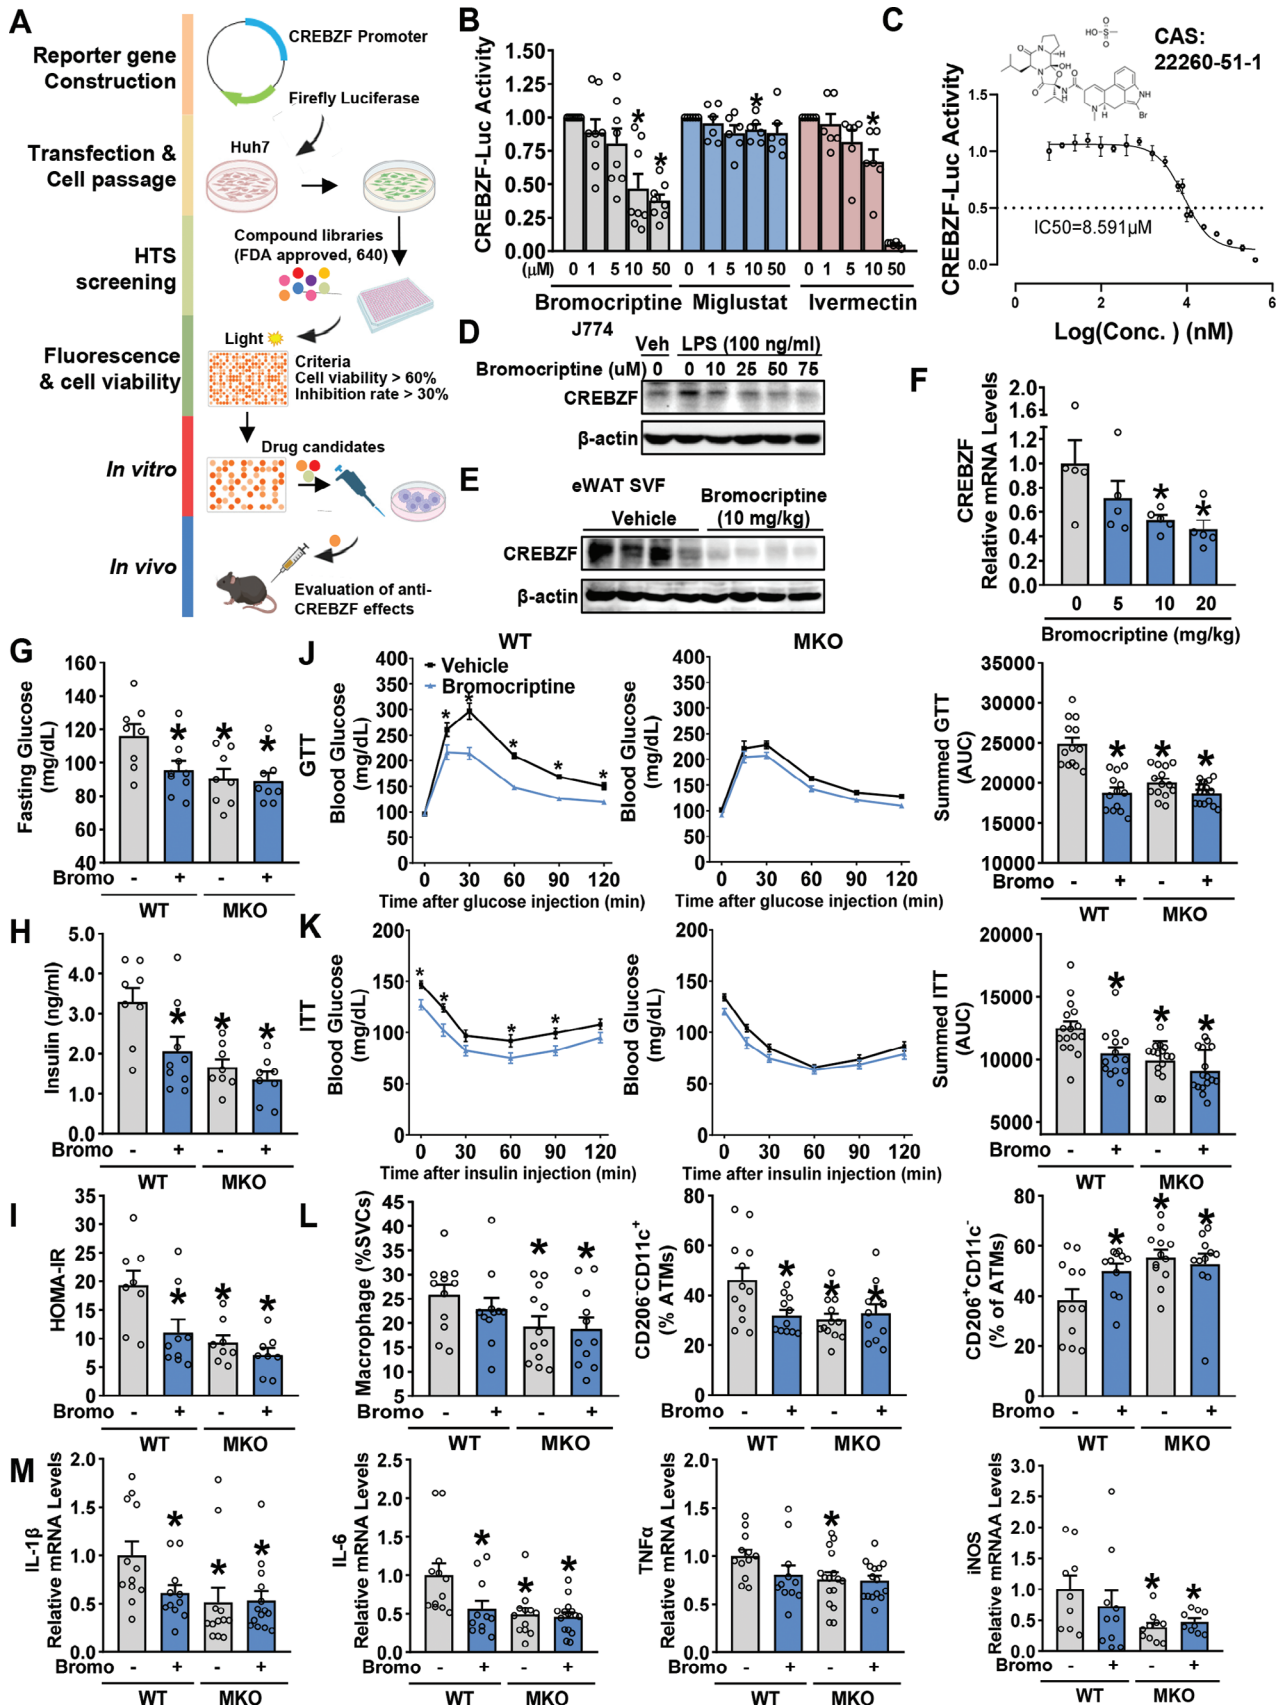 A
Reporter gene
Construction
CREBZF Promoter
Firefly Luciferase
Transfection &
Cell passage
Huh7
HTS
screening
Compound libraries
(FDA approved, 640)
Fluorescence
& cell viability
Light
Criteria
Cell viability > 60%
Inhibition rate > 30%
In vitro
Drug candidates
In vivo
Evaluation of anti-
CREBZF effects
B
CREBZF-Luc Activity
1.50
1.25
1.00
0.75
0.50
0.25
0.00
* * * *
(μM) 0 1 5 10 50 0 1 5 10 50 0 1 5 10 50
Bromocriptine Miglustat Ivermectin
C
CAS:
22260-51-1
HO
O
S
O
N
OH
NH
H
Br
CREBZF-Luc Activity
1.5
1.0
0.5
0.0
IC50=8.591μM
0 2 4 6
Log(Conc. ) (nM)
D
J774
Veh LPS (100 ng/ml)
Bromocriptine (uM) 0 0 10 25 50 75
CREBZF
β-actin
E
eWAT SVF
Bromocriptine
Vehicle (10 mg/kg)
CREBZF
β-actin
F
CREBZF
Relative mRNA Levels
2.0
1.6
1.2
1.0
0.8
0.6
0.4
0.2
0.0
* *
0 5 10 20
Bromocriptine (mg/kg)
G
Fasting Glucose
(mg/dL)
160
140
120
100
80
60
40
* * *
Bromo - + - +
WT MKO
J
WT
GTT
Blood Glucose
(mg/dL)
400
350
300
250
200
150
100
50
0
Vehicle
Bromocriptine
* * * * *
0 30 60 90 120
Time after glucose injection (min)
MKO
Blood Glucose
(mg/dL)
400
350
300
250
200
150
100
50
0
0 30 60 90 120
Time after glucose injection (min)
Summed GTT
(AUC)
35000
30000
25000
20000
15000
10000
* * *
Bromo - + - +
WT MKO
H
Insulin (ng/ml)
5.0
4.0
3.0
2.0
1.0
0.0
* * *
Bromo - + - +
WT MKO
K
ITT
Blood Glucose
(mg/dL)
200
150
100
50
0
* * * *
0 30 60 90 120
Time after insulin injection (min)
Blood Glucose
(mg/dL)
200
150
100
50
0
0 30 60 90 120
Time after insulin injection (min)
Summed ITT
(AUC)
20000
15000
10000
5000
* * *
Bromo - + - +
WT MKO
I
HOMA-IR
35
30
25
20
15
10
5
0
* * *
Bromo - + - +
WT MKO
L
Macrophage (%SVCs)
45
40
35
30
25
20
15
10
5
* *
Bromo - + - +
WT MKO
CD206-CD11c+
(% ATMs)
80
60
40
20
0
* * *
Bromo - + - +
WT MKO
CD206+CD11c-
(% of ATMs)
80
60
40
20
0
* * *
Bromo - + - +
WT MKO
M
IL-1β
Relative mRNA Levels
2.0
1.5
1.0
0.5
0.0
* * *
Bromo - + - +
WT MKO
IL-6
Relative mRNA Levels
2.5
2.0
1.5
1.0
0.5
0.0
* * *
Bromo - + - +
WT MKO
TNFα
Relative mRNA Levels
2.0
1.5
1.0
0.5
0.0
*
Bromo - + - +
WT MKO
iNOS
Relative mRNAA Levels
3.0
2.5
2.0
1.5
1.0
0.5
0.0
* *
Bromo - + - +
WT MKO